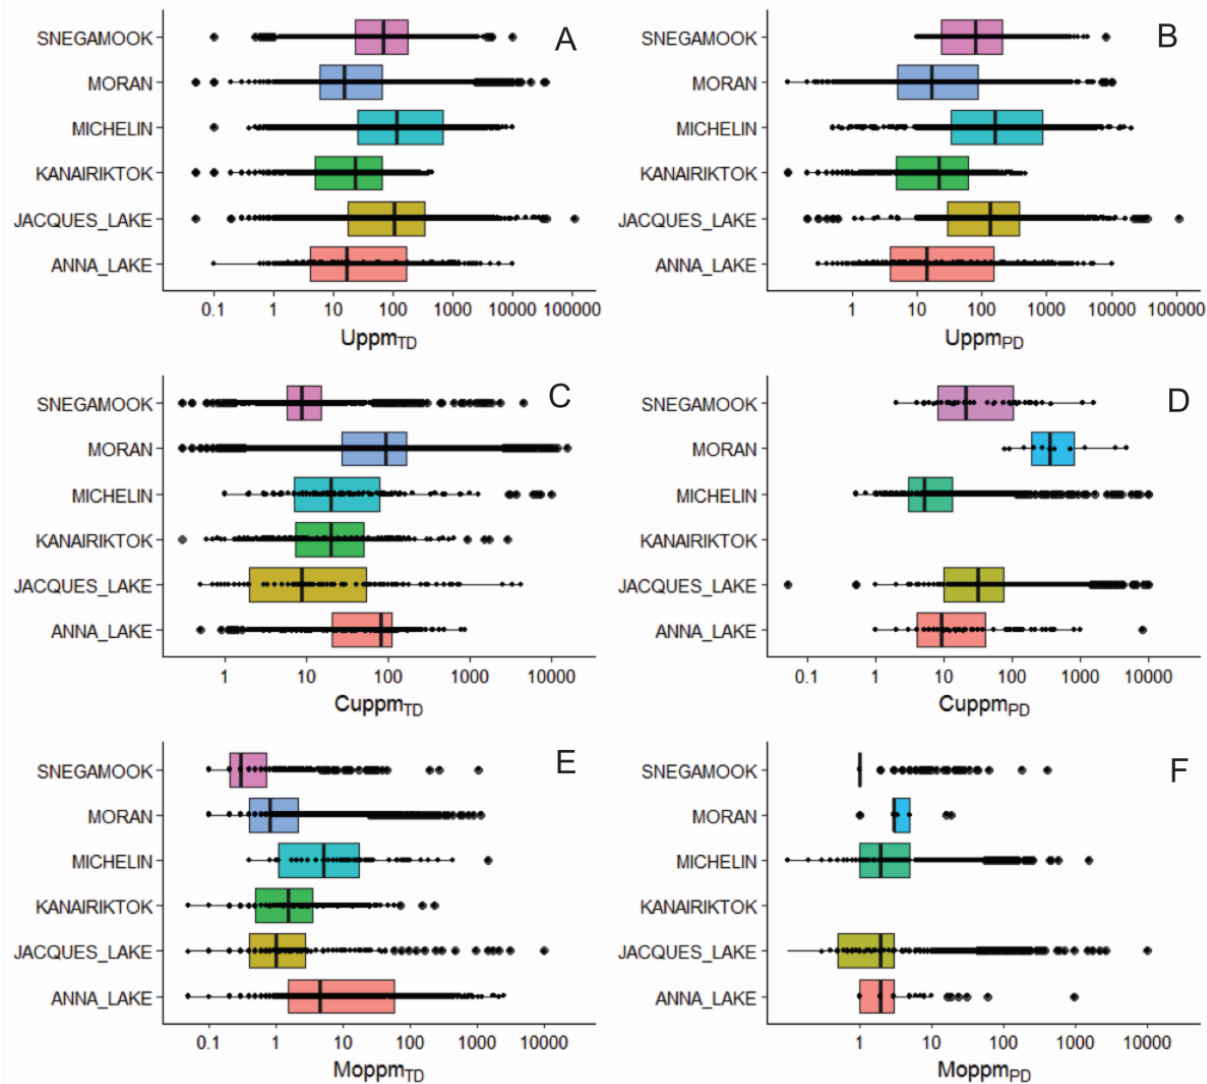 A
SNEGAMOOK
MORAN
MICHELIN
KANAIRIKTOK
JACQUES_LAKE
ANNA_LAKE
0.1 1 10 100 1000 10000 100000
UppmTD
B
SNEGAMOOK
MORAN
MICHELIN
KANAIRIKTOK
JACQUES_LAKE
ANNA_LAKE
1 10 100 1000 10000 100000
UppmPD
C
SNEGAMOOK
MORAN
MICHELIN
KANAIRIKTOK
JACQUES_LAKE
ANNA_LAKE
1 10 100 1000 10000
CuppmTD
D
SNEGAMOOK
MORAN
MICHELIN
KANAIRIKTOK
JACQUES_LAKE
ANNA_LAKE
0.1 1 10 100 1000 10000
CuppmPD
E
SNEGAMOOK
MORAN
MICHELIN
KANAIRIKTOK
JACQUES_LAKE
ANNA_LAKE
0.1 1 10 100 1000 10000
MoppmTD
F
SNEGAMOOK
MORAN
MICHELIN
KANAIRIKTOK
JACQUES_LAKE
ANNA_LAKE
1 10 100 1000 10000
MoppmPD